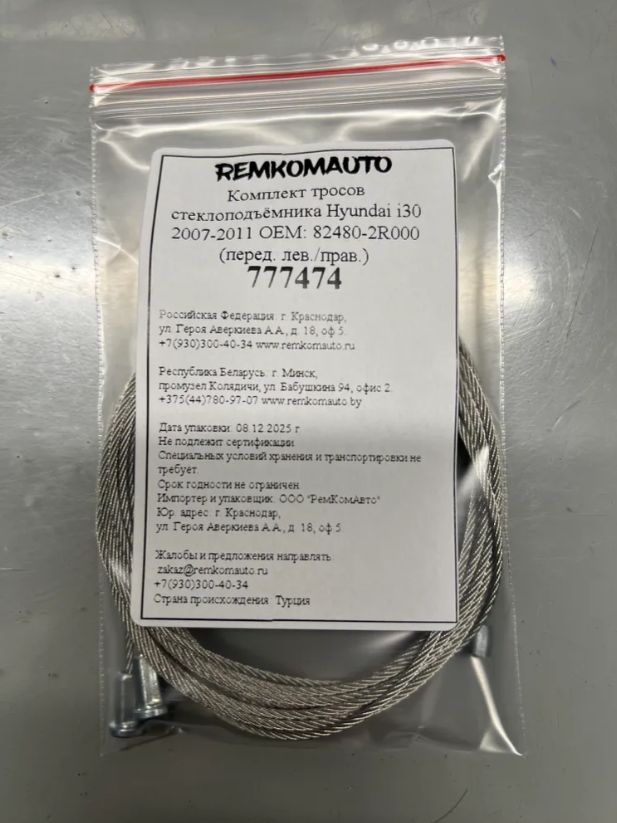 REMKOMAUTO
Комплект тросов
стеклоподъёмника Hyundai i30
2007-2011 OEM: 82480-2R000
(перед. лев./прав.)
777474
Российская Федерация: г. Краснодар,
ул. Героя Аверкиева А.А., д. 18, оф 5.
+7(930)300-40-34 www.remkomauto.ru
Республика Беларусь: г. Минск,
промузел Колядичи, ул. Бабушкина 94, офис 2.
+375(44)780-97-07 www.remkomauto.by
Дата упаковки: 08.12.2025 г.
Не подлежит сертификации
Специальных условий хранения и транспортировки не
требует.
Срок годности не ограничен.
Импортер и упаковщик: ООО "РемКомАвто"
Юр. адрес: г. Краснодар,
ул. Героя Аверкиева А.А., д. 18, оф 5.
Жалобы и предложения направлять:
zakaz@remkomauto.ru
+7(930)300-40-34
Страна происхождения: Турция